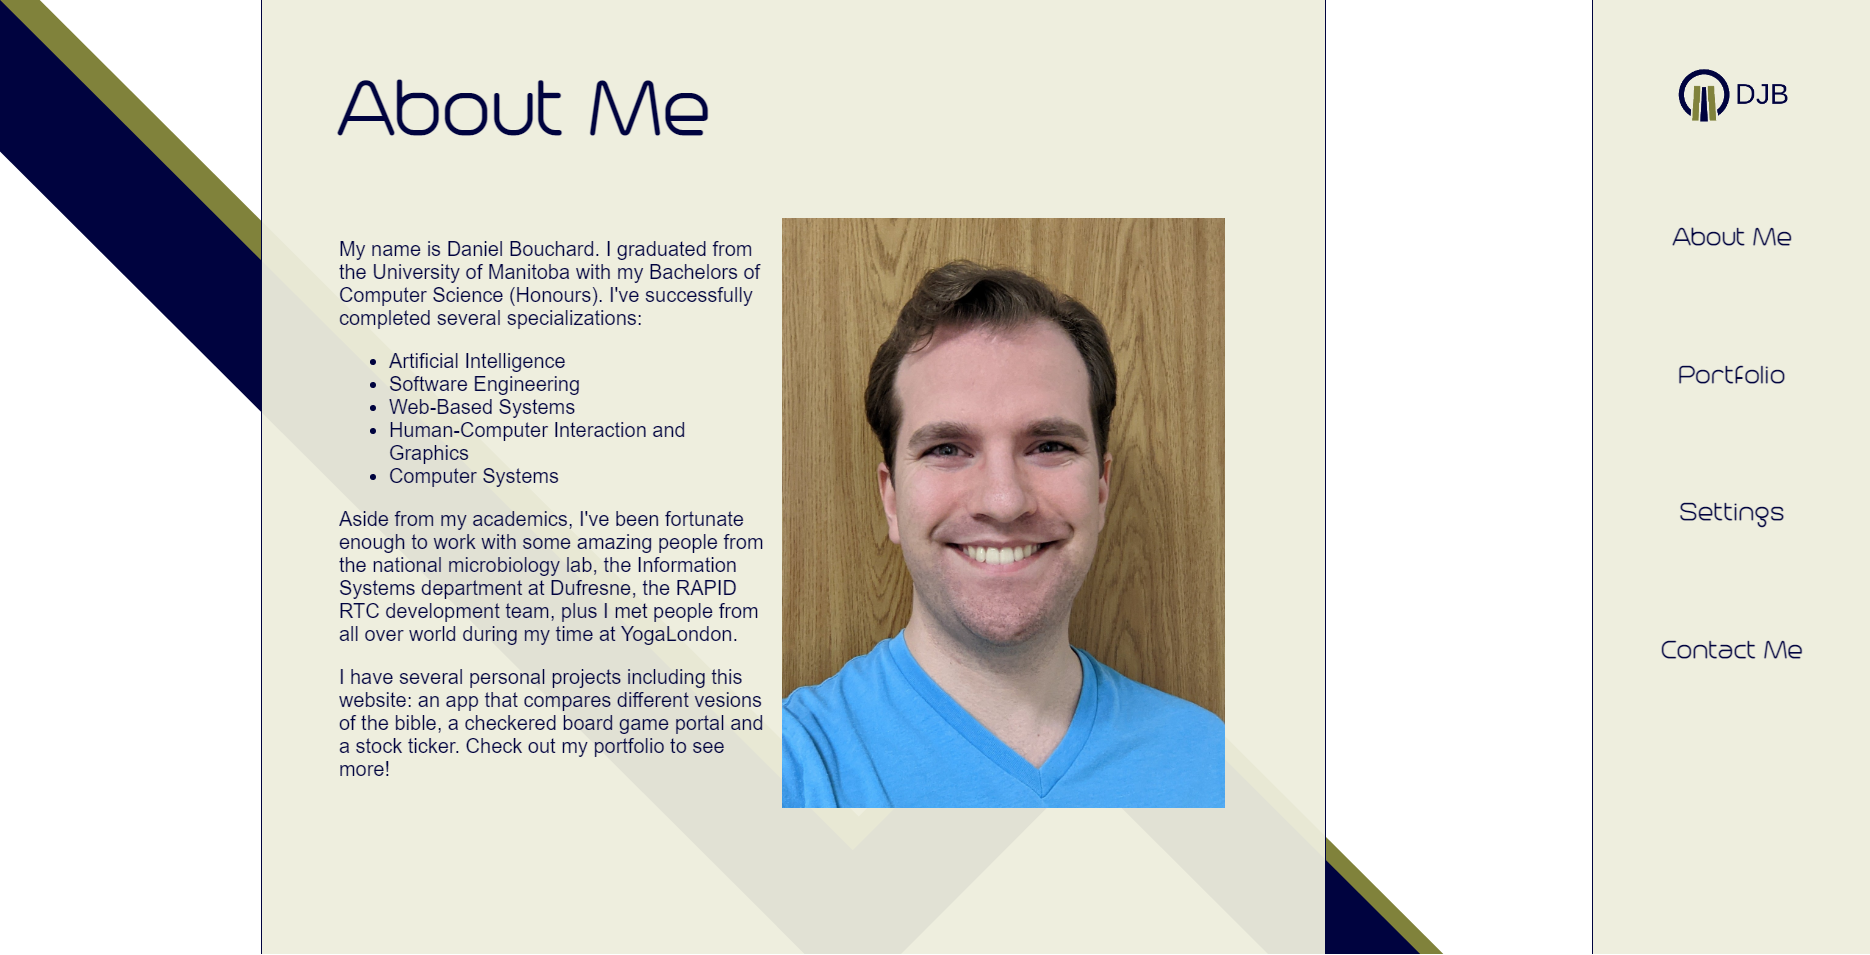 About Me
My name is Daniel Bouchard. I graduated from
the University of Manitoba with my Bachelors of
Computer Science (Honours). I've successfully
completed several specializations:
Artificial Intelligence
Software Engineering
Web-Based Systems
Human-Computer Interaction and
Graphics
Computer Systems
Aside from my academics, I've been fortunate
enough to work with some amazing people from
the national microbiology lab, the Information
Systems department at Dufresne, the RAPID
RTC development team, plus I met people from
all over world during my time at YogaLondon.
I have several personal projects including this
website: an app that compares different vesions
of the bible, a checkered board game portal and
a stock ticker. Check out my portfolio to see
more!
DJB
About Me
Portfolio
Settings
Contact Me